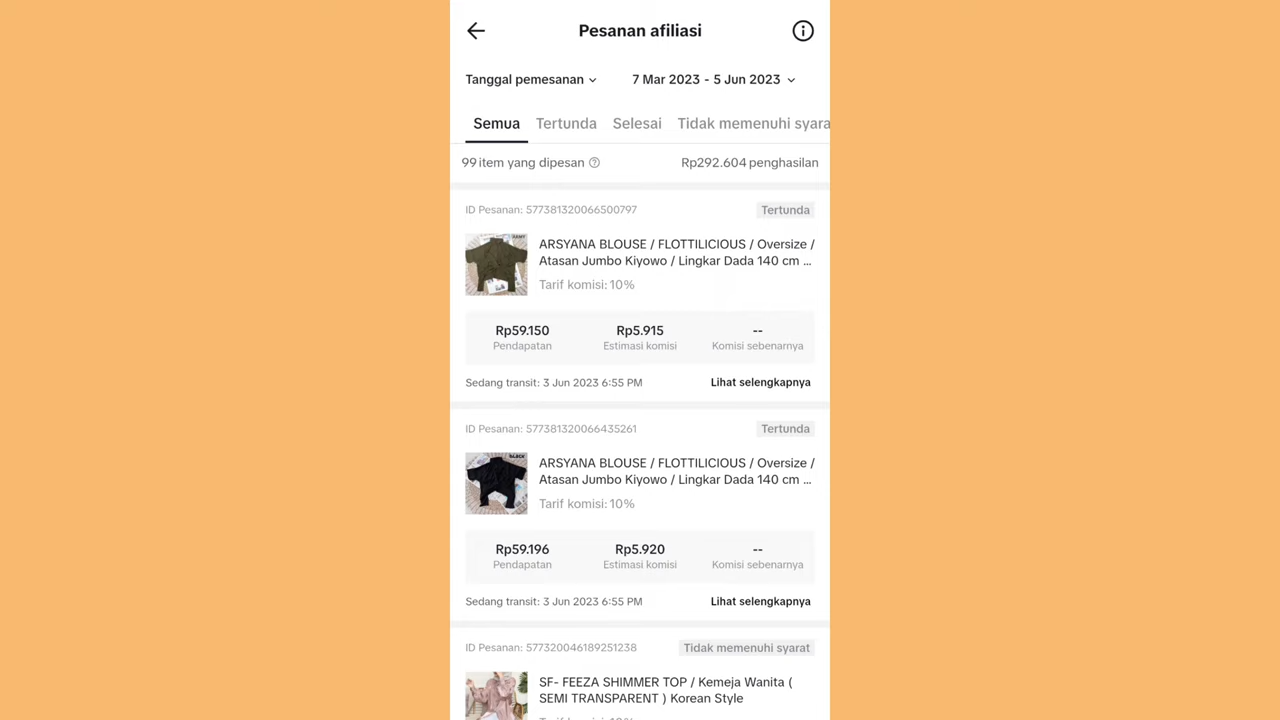 Pesanan afiliasi
Tanggal pemesanan 7 Mar 2023 - 5 Jun 2023
Semua Tertunda Selesai Tidak memenuhi syara
99 item yang dipesan Rp292.604 penghasilan
ID Pesanan: 577381320066500797 Tertunda
ARSYANA BLOUSE / FLOTTILICIOUS / Oversize /
Atasan Jumbo Kiyowo / Lingkar Dada 140 cm ...
Tarif komisi: 10%
Rp59.150 Rp5.915 --
Pendapatan Estimasi komisi Komisi sebenarnya
Sedang transit: 3 Jun 2023 6:55 PM Lihat selengkapnya
ID Pesanan: 577381320066435261 Tertunda
BLACK
ARSYANA BLOUSE / FLOTTILICIOUS / Oversize /
Atasan Jumbo Kiyowo / Lingkar Dada 140 cm ...
Tarif komisi: 10%
Rp59.196 Rp5.920 --
Pendapatan Estimasi komisi Komisi sebenarnya
Sedang transit: 3 Jun 2023 6:55 PM Lihat selengkapnya
ID Pesanan: 577320046189251238 Tidak memenuhi syarat
SF- FEEZA SHIMMER TOP / Kemeja Wanita (
SEMI TRANSPARENT ) Korean Style